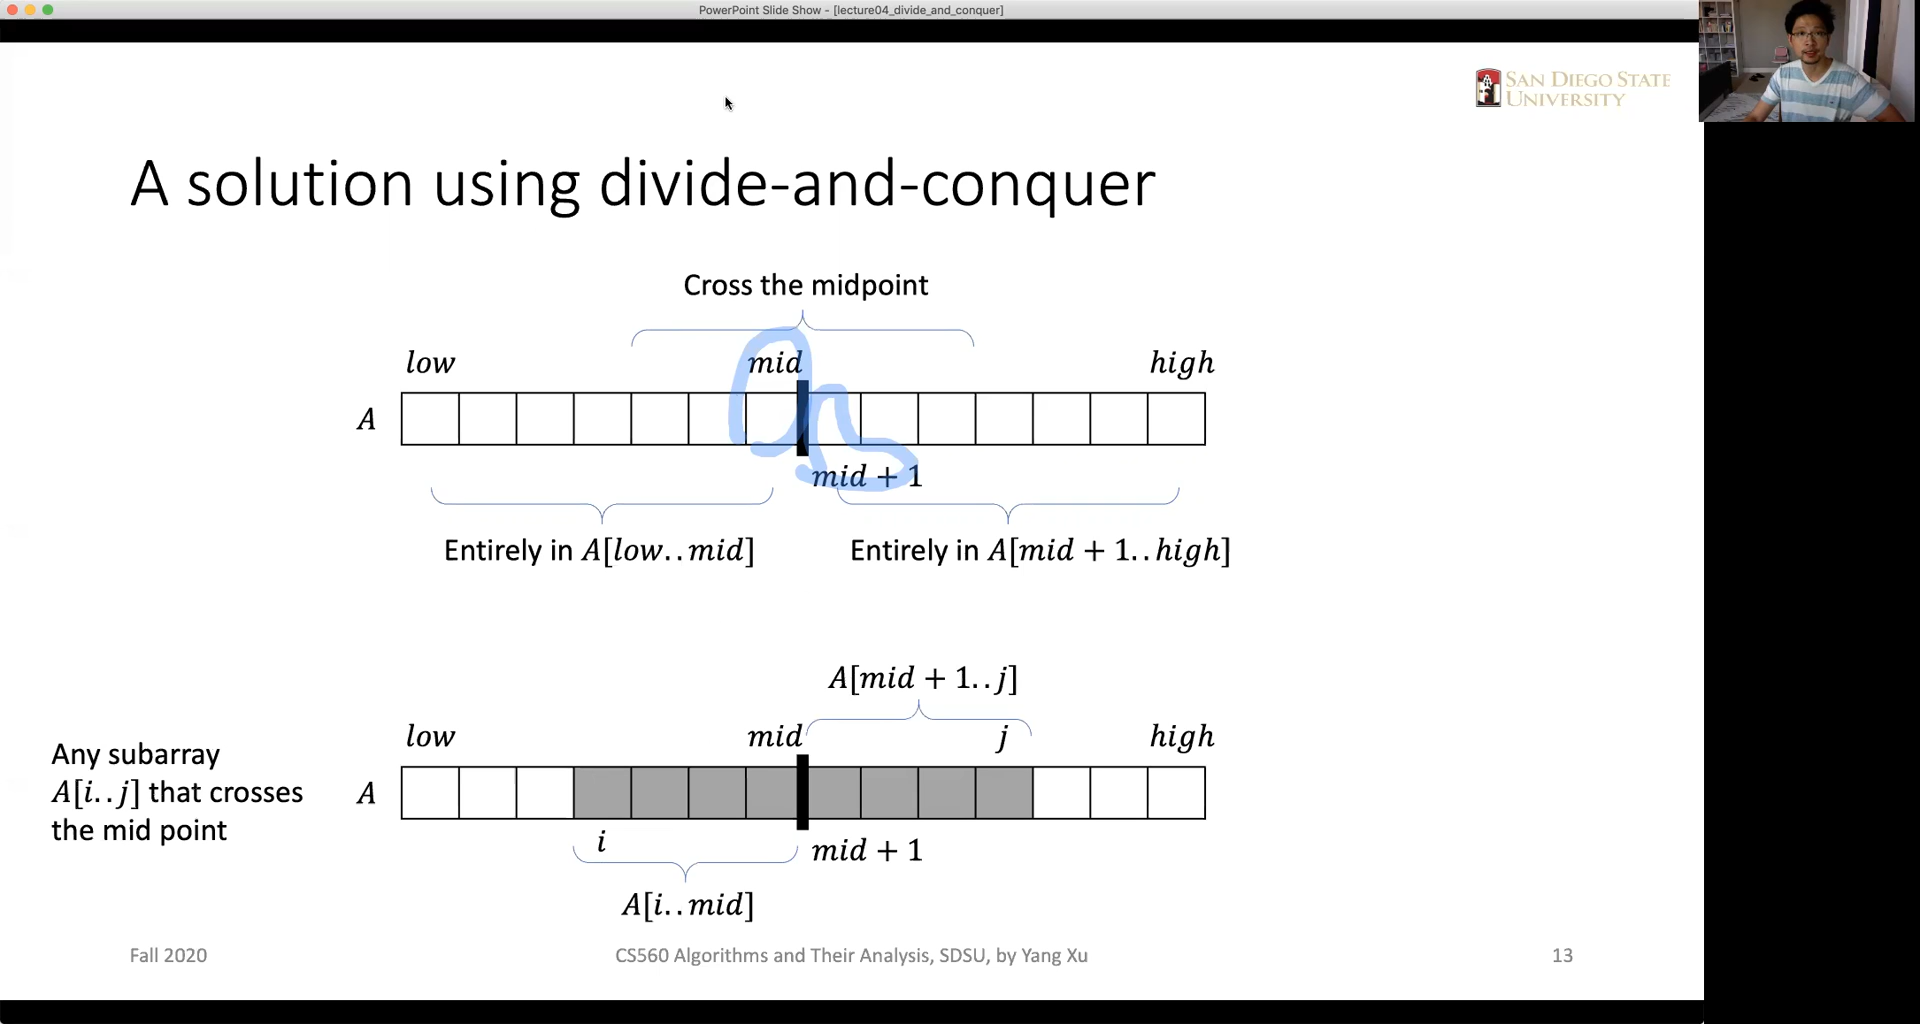 PowerPoint Slide Show - [lecture04_divide_and_conquer]
SAN DIEGO STATE
UNIVERSITY
A solution using divide-and-conquer
Cross the midpoint
low mid high
A
mid + 1
Entirely in A[low..mid] Entirely in A[mid + 1..high]
A[mid + 1..j]
low mid j high
Any subarray
A[i..j] that crosses
the mid point
A
i mid + 1
A[i..mid]
Fall 2020 CS560 Algorithms and Their Analysis, SDSU, by Yang Xu 13